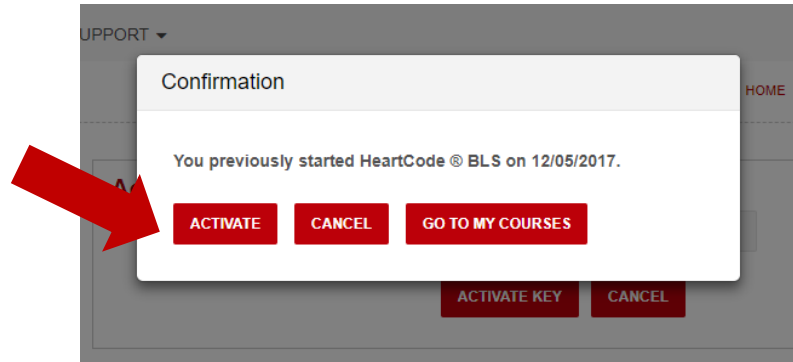 UPPORT
Confirmation
HOME
You previously started HeartCode ® BLS on 12/05/2017.
ACTIVATE CANCEL GO TO MY COURSES
ACTIVATE KEY CANCEL